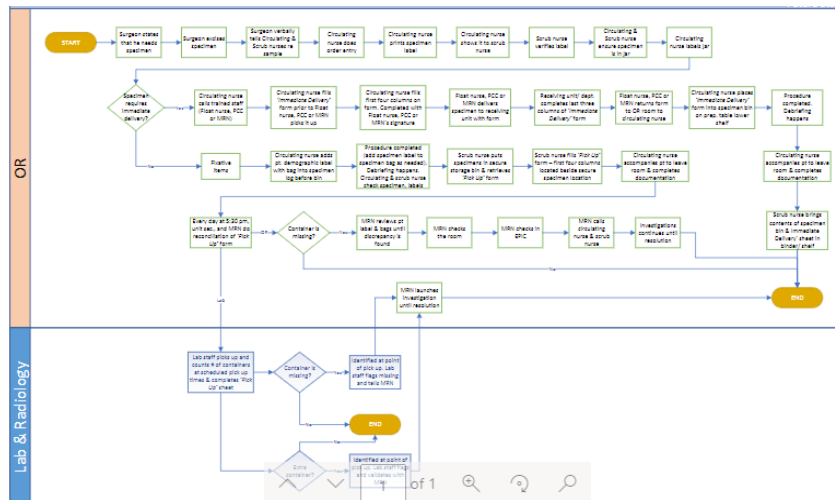 START
Surgeon states
that he needs
specimen
Surgeon excises
specimen
Surgeon verbally
tells Circulating &
Scrub nurses re
sample
Circulating
nurse does
order entry
Circulating nurse
prints specimen
label
Circulating nurse
shows it to scrub
nurse
Scrub nurse
verifies label
Circulating
& Scrub nurse
ensure specimen is
in jar
Circulating
nurse labels jar
Specimen
requires
immediate
delivery?
Yes
Circulating nurse
calls trained staff
(Float nurse, PCC
or MRN)
Circulating nurse fills
'Immediate Delivery'
form prior to Float
nurse, PCC or MRN
picks it up
Circulating nurse fills
first four columns on
form. Completed with
Float nurse, PCC or
MRN's signature
Float nurse, PCC or
MRN delivers
specimen to receiving
unit with form
Receiving unit/ dept.
completes last three
columns of 'Immediate
Delivery' form
Float nurse, PCC or
MRN returns form
to OR room to
circulating nurse
Circulating nurse places
'Immediate Delivery'
form into specimen bin
on prep. table lower
shelf
Procedure
completed.
Debriefing
happens
No
Fixative
items
Circulating nurse adds
pt. demographic label
with bag into specimen
log before bin
Procedure completed
(add specimen label to
specimen bag as needed).
Debriefing happens.
Circulating & scrub nurse
check specimen, labels
Scrub nurse puts
specimens in secure
storage bin & retrieves
'Pick Up' form
Scrub nurse fills 'Pick Up'
form – first four columns
located beside secure
specimen location
Circulating nurse
accompanies pt to leave
room & completes
documentation
Circulating nurse
accompanies pt to leave
room & completes
documentation
OR
Every day at 5:30 pm,
unit sec., and MRN do
reconciliation of "Pick
Up" form
OR
Container is
missing?
Yes
MRN reviews pt
label & bags until
discrepancy is
found
MRN checks the
room
MRN checks in
EPIC
MRN calls
circulating
nurse & scrub
nurse
Investigations
continues until
resolution
Scrub nurse brings
contents of specimen
bin & 'Immediate
Delivery' sheet in
binder/ shelf
No
Lab
MRN launches
investigation
until resolution
END
Lab & Radiology
Lab staff picks up and
counts # of containers
at scheduled pick up
times & completes "Pick
Up" sheet
Container is
missing?
Yes
Identified at point
of pick up. Lab
staff flags missing
and tells MRN
No
END
No
Extra
container?
Yes
Identified at point of
pick up. Lab staff flags
and validates with
MRN
1 of 1